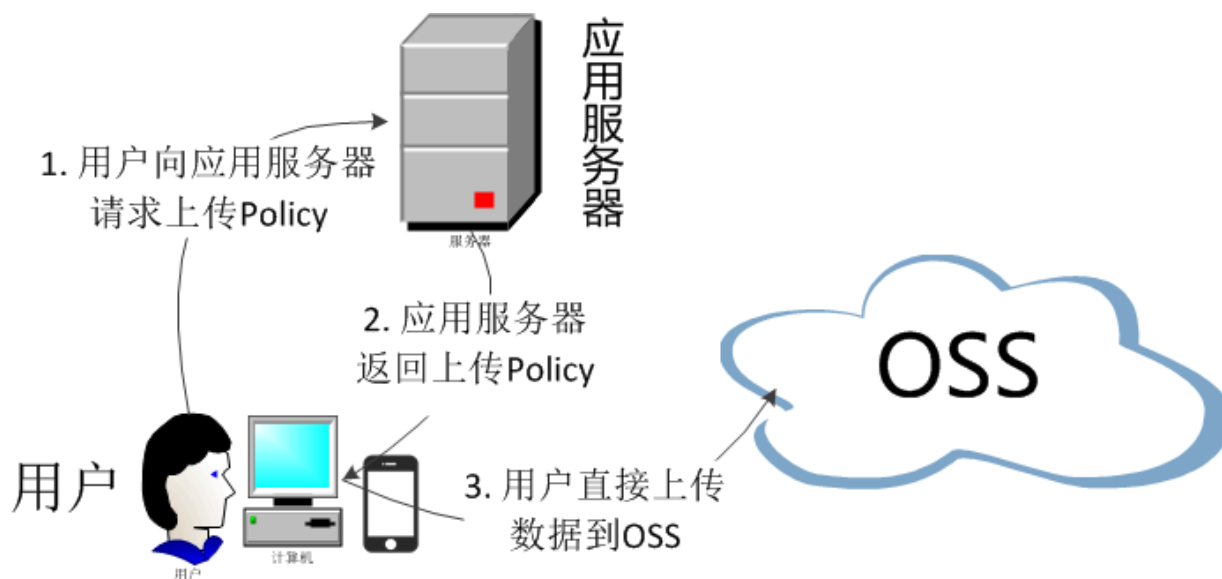 应用服务器
1. 用户向应用服务器
请求上传Policy
服务器
2. 应用服务器
返回上传Policy
OSS
用户
3. 用户直接上传
数据到OSS
计算机
用户